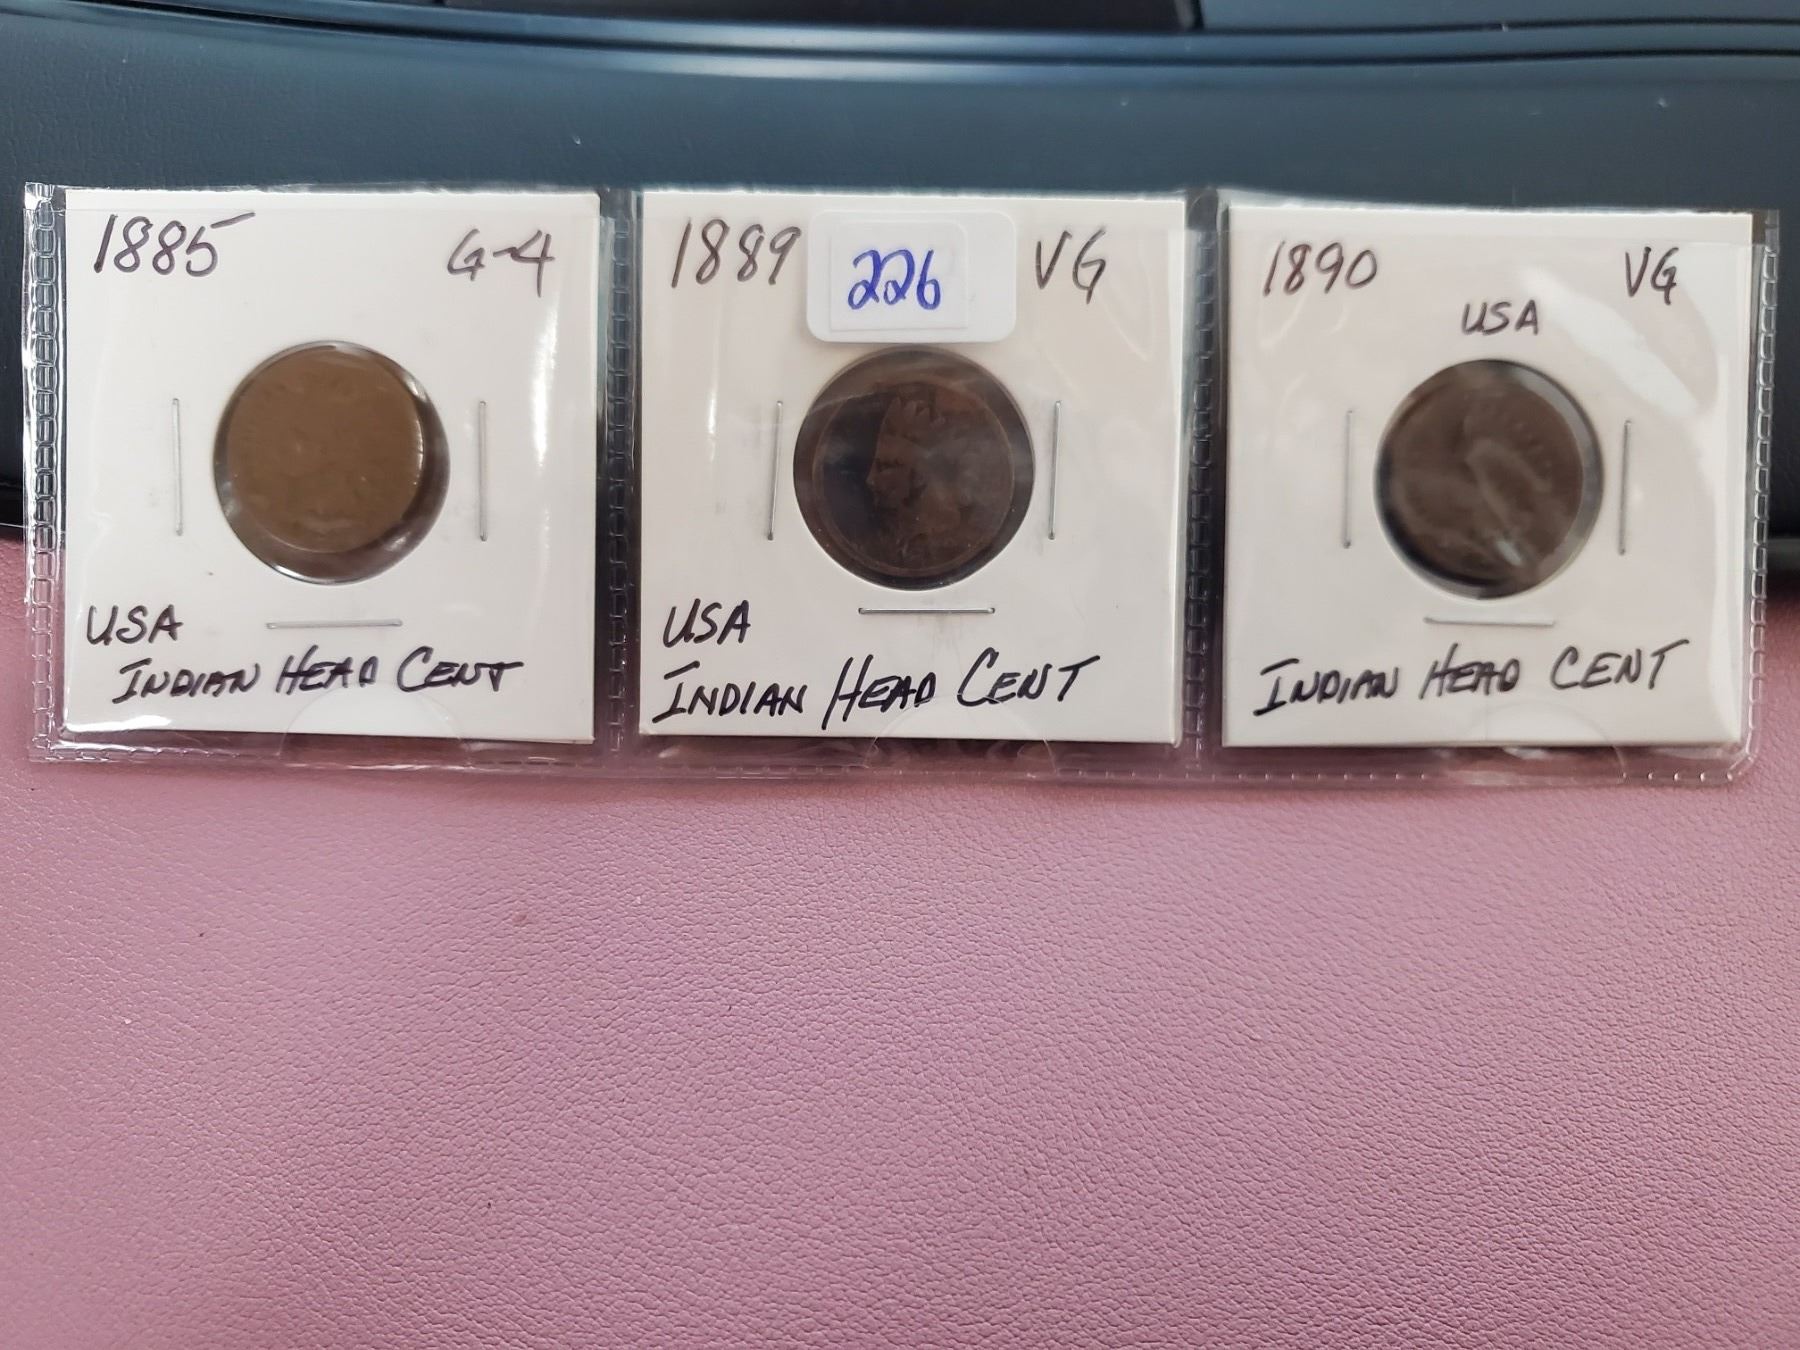 1885 G-4
USA
INDIAN HEAD CENT
1889 226 VG
USA
INDIAN HEAD CENT
1890 VG
USA
INDIAN HEAD CENT